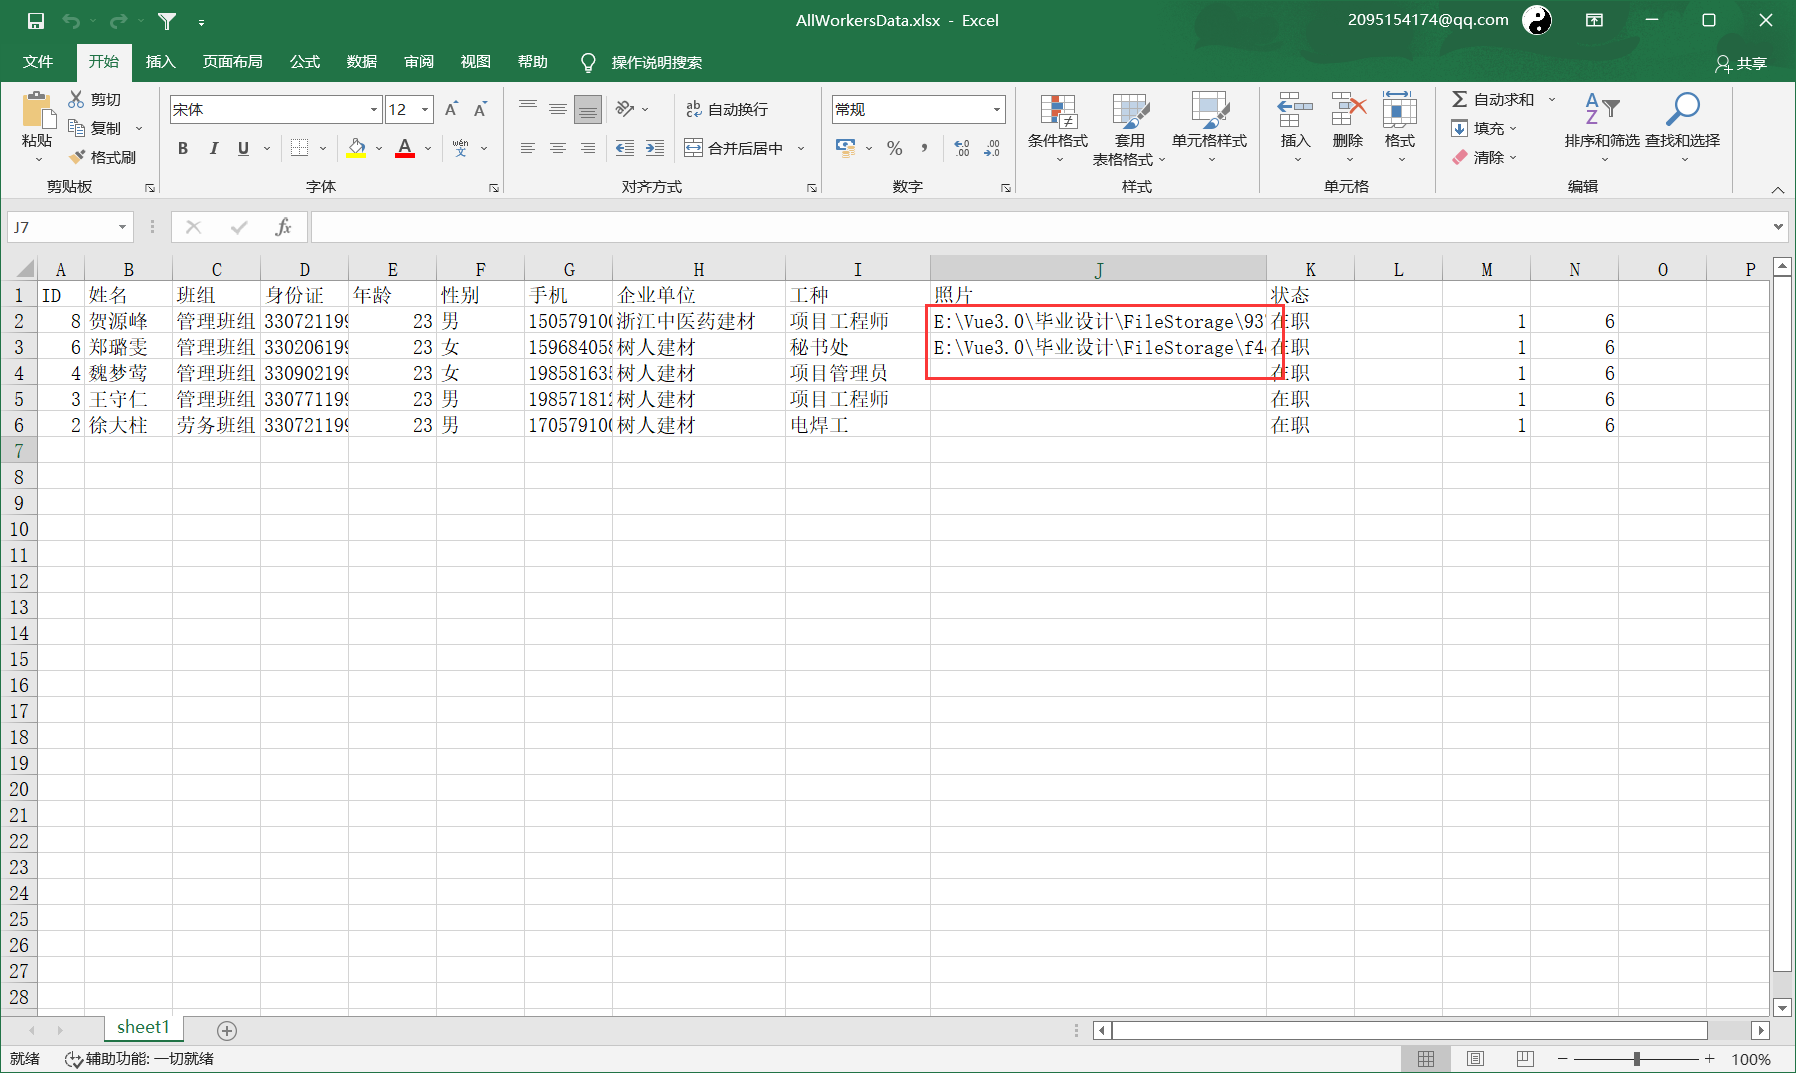 AllWorkersData.xlsx - Excel
2095154174@qq.com
文件 开始 插入 页面布局 公式 数据 审阅 视图 帮助 操作说明搜索 共享
粘贴 剪切 复制 格式刷 剪贴板
宋体 12 B I U A wén 文 字体
自动换行 合并后居中 对齐方式
常规 % , 数字
条件格式 套用 表格格式 单元格样式 样式
插入 删除 格式 单元格
自动求和 填充 清除 排序和筛选 查找和选择 编辑
J7 fx
A B C D E F G H I J K L M N O P
1 ID 姓名 班组 身份证 年龄 性别 手机 企业单位 工种 照片 状态
2 8 贺源峰 管理班组 330721199 23 男 150579100 浙江中医药建材 项目工程师 E:\Vue3.0\毕业设计\FileStorage\93 在职 1 6
3 6 郑璐雯 管理班组 330206199 23 女 159684058 树人建材 秘书处 E:\Vue3.0\毕业设计\FileStorage\f4 在职 1 6
4 4 魏梦莺 管理班组 330902199 23 女 198581635 树人建材 项目管理员 在职 1 6
5 3 王守仁 管理班组 330771199 23 男 198571812 树人建材 项目工程师 在职 1 6
6 2 徐大柱 劳务班组 330721199 23 男 170579100 树人建材 电焊工 在职 1 6
7
8
9
10
11
12
13
14
15
16
17
18
19
20
21
22
23
24
25
26
27
28
sheet1
就绪 辅助功能: 一切就绪 100%